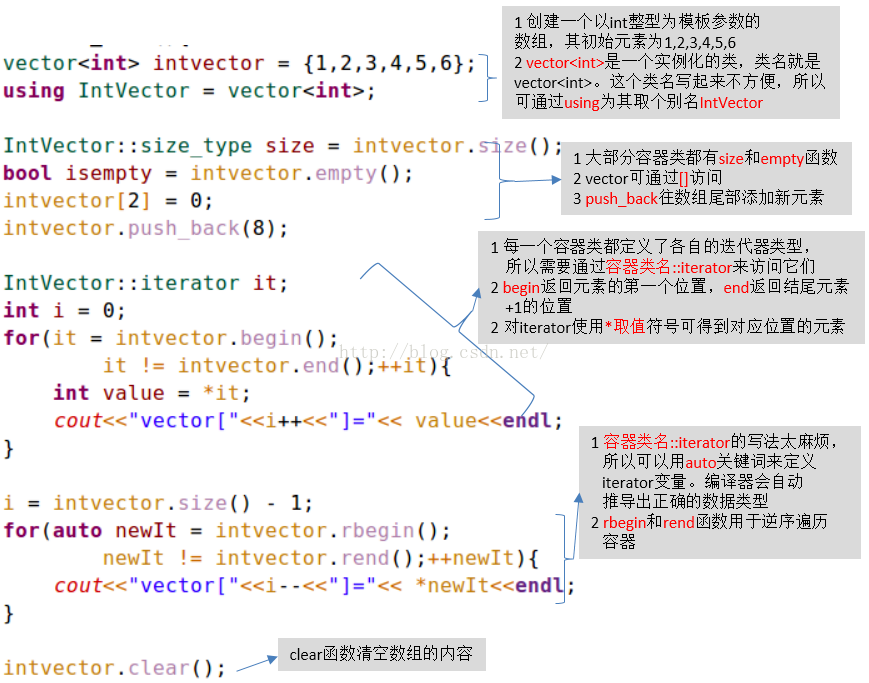 1 创建一个以int整型为模板参数的
数组，其初始元素为1,2,3,4,5,6
2 vector<int>是一个实例化的类，类名就是
vector<int>。这个类名写起来不方便，所以
可通过using为其取个别名IntVector
vector<int> intvector = {1,2,3,4,5,6};
using IntVector = vector<int>;
IntVector::size_type size = intvector.size();
bool isempty = intvector.empty();
intvector[2] = 0;
intvector.push_back(8);
1 大部分容器类都有size和empty函数
2 vector可通过[]访问
3 push_back往数组尾部添加新元素
IntVector::iterator it;
int i = 0;
for(it = intvector.begin();
it != intvector.end();++it){
int value = *it;
cout<<"vector["<<i++<<"]="<< value<<endl;
}
1 每一个容器类都定义了各自的迭代器类型，
所以需要通过容器类名::iterator来访问它们
2 begin返回元素的第一个位置，end返回结尾元素
+1的位置
2 对iterator使用*取值符号可得到对应位置的元素
http://blog.csdn.net/
i = intvector.size() - 1;
for(auto newIt = intvector.rbegin();
newIt != intvector.rend();++newIt){
cout<<"vector["<<i--<<"]="<< *newIt<<endl;
}
1 容器类名::iterator的写法太麻烦，
所以可以用auto关键词来定义
iterator变量。编译器会自动
推导出正确的数据类型
2 rbegin和rend函数用于逆序遍历
容器
intvector.clear();
clear函数清空数组的内容